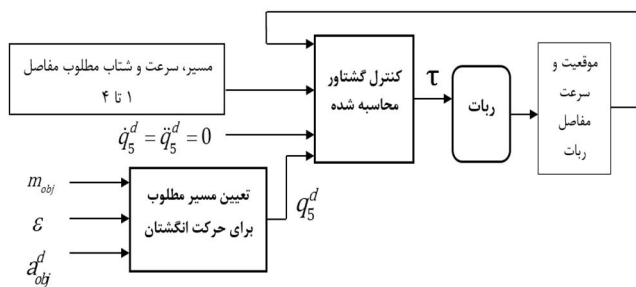 مسیر، سرعت و شتاب مطلوب مفاصل
۱ تا ۴
کنترل گشتاور
محاسبه شده
τ
ربات
موقعیت و
سرعت
مفاصل
ربات
q̇₅ᵈ = q̈₅ᵈ = 0
m_obj
ε
a_obj^d
تعیین مسیر مطلوب
برای حرکت انگشتان
q₅ᵈ